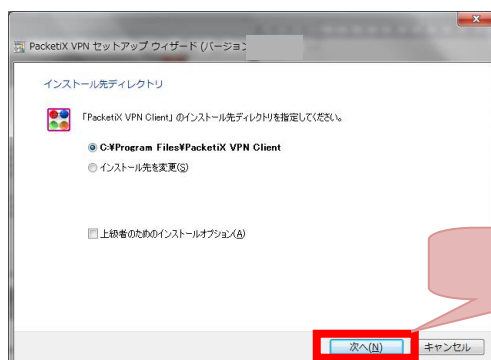 PacketiX VPN セットアップ ウィザード (バージョン
インストール先ディレクトリ
「PacketiX VPN Client」 のインストール先ディレクトリを指定してください。
C:¥Program Files¥PacketiX VPN Client
インストール先を変更(S)
上級者のためのインストールオプション(A)
次へ(N)
キャンセル